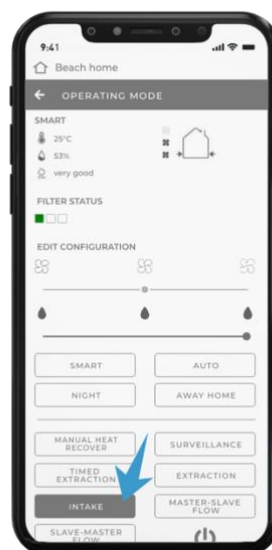 9:41
Beach home
OPERATING MODE
SMART
25°C
53%
very good
FILTER STATUS
EDIT CONFIGURATION
SMART
AUTO
NIGHT
AWAY HOME
MANUAL HEAT
RECOVER
SURVEILLANCE
TIMED
EXTRACTION
EXTRACTION
INTAKE
MASTER-SLAVE
FLOW
SLAVE-MASTER
FLOW